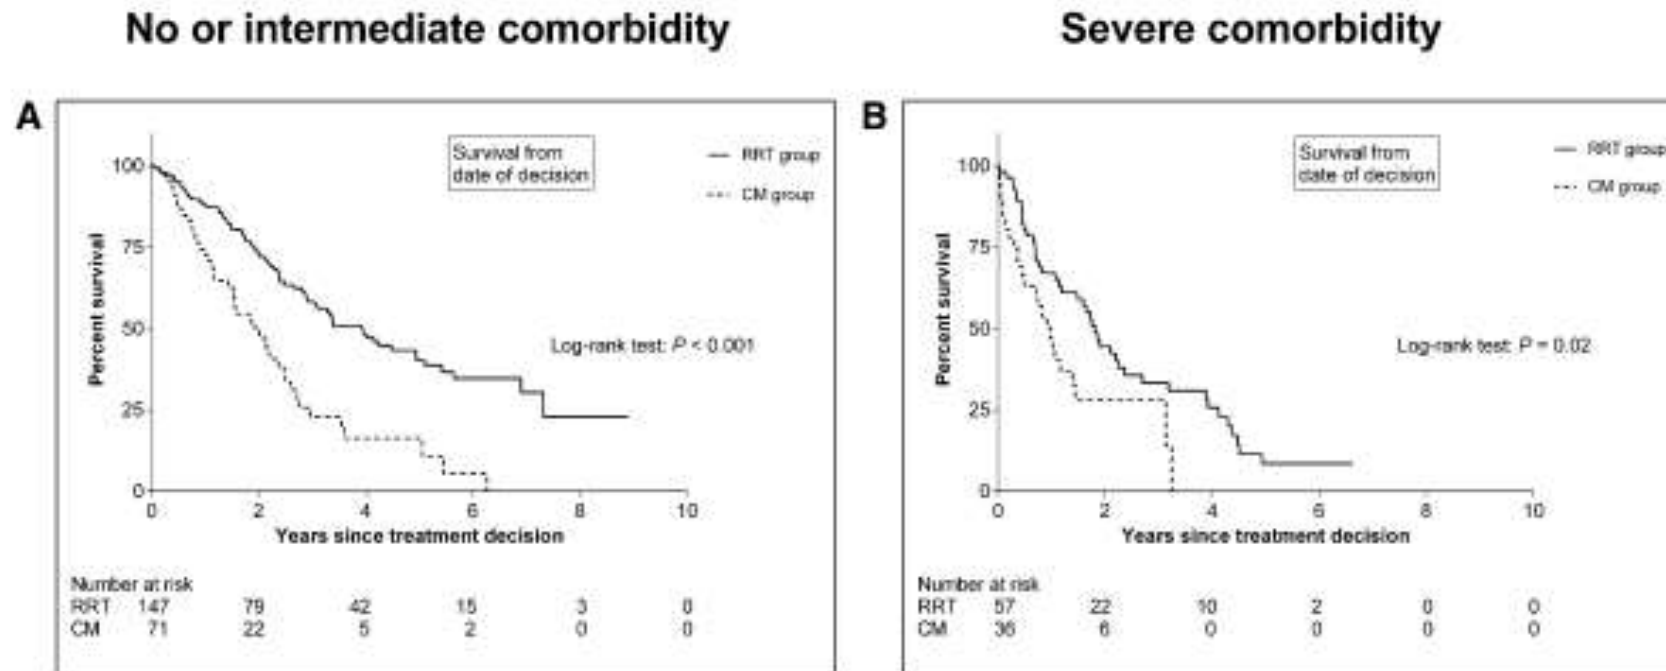 No or intermediate comorbidity
Severe comorbidity
A
Survival from
date of decision
RRT group
CM group
100
75
50
25
0
Percent survival
Log-rank test: P < 0.001
0 2 4 6 8 10
Years since treatment decision
Number at risk
RRT 147 79 42 15 3 0
CM 71 22 5 2 0 0
B
Survival from
date of decision
RRT group
CM group
100
75
50
25
0
Percent survival
Log-rank test: P = 0.02
0 2 4 6 8 10
Years since treatment decision
Number at risk
RRT 57 22 10 2 0 0
CM 36 6 0 0 0 0